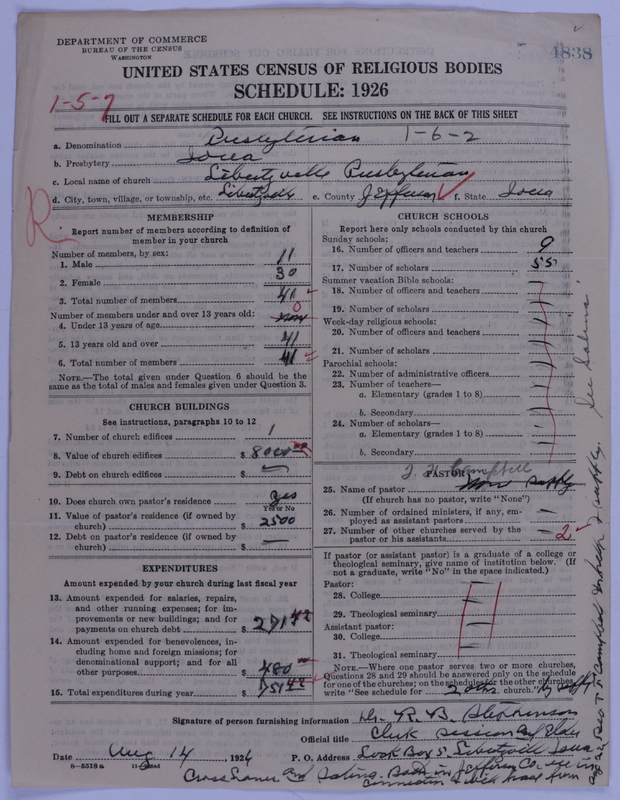 4838
DEPARTMENT OF COMMERCE
BUREAU OF THE CENSUS
WASHINGTON
UNITED STATES CENSUS OF RELIGIOUS BODIES
SCHEDULE: 1926
1-5-7
FILL OUT A SEPARATE SCHEDULE FOR EACH CHURCH. SEE INSTRUCTIONS ON THE BACK OF THIS SHEET
a. Denomination Presbyterian 1-6-2
b. Presbytery Iowa
c. Local name of church Libertyville Presbyterian
d. City, town, village, or township, etc. Libertyville e. County Jefferson f. State Iowa
R
MEMBERSHIP
Report number of members according to definition of member in your church
Number of members, by sex:
1. Male 11
2. Female 30
3. Total number of members 41
Number of members under and over 13 years old:
4. Under 13 years of age 0
5. 13 years old and over 41
6. Total number of members 41
NOTE.—The total given under Question 6 should be
same as the total of males and females given under Question 3.
CHURCH BUILDINGS
See instructions, paragraphs 10 to 12
7. Number of church edifices 1
8. Value of church edifices $ 8000
9. Debt on church edifices $ —
10. Does church own pastor's residence Yes
Yes or No
11. Value of pastor's residence (if owned by
church) $ 2500
12. Debt on pastor's residence (if owned by
church) $ —
EXPENDITURES
Amount expended by your church during last fiscal year
13. Amount expended for salaries, repairs,
and other running expenses; for im-
provements or new buildings; and for
payments on church debt $
14. Amount expended for benevolences, in-
cluding home and foreign missions; for
denominational support; and for all
other purposes $ 480
15. Total expenditures during year $
CHURCH SCHOOLS
Report here only schools conducted by this church
Sunday schools:
16. Number of officers and teachers 9
17. Number of scholars 55
Summer vacation Bible schools:
18. Number of officers and teachers
19. Number of scholars
Week-day religious schools:
20. Number of officers and teachers
21. Number of scholars
Parochial schools:
22. Number of administrative officers
23. Number of teachers—
a. Elementary (grades 1 to 8)
b. Secondary
24. Number of scholars—
a. Elementary (grades 1 to 8)
b. Secondary
PASTOR
Campbell
25. Name of pastor supply
(If church has no pastor, write "None")
26. Number of ordained ministers, if any, em-
ployed as assistant pastors
27. Number of other churches served by the
pastor or his assistants 2
If pastor (or assistant pastor) is a graduate of a college or
theological seminary, give name of institution below. (If
not a graduate, write "No" in the space indicated.)
Pastor:
28. College
29. Theological seminary
Assistant pastor:
30. College
31. Theological seminary
NOTE.—Where one pastor serves two or more churches,
Questions 28 and 29 should be answered only on the schedule
for one of the churches; on the schedules for the other churches,
write "See schedule for church."
Signature of person furnishing information R. B. Stephenson
Official title Clerk Session Elder
Date Aug 14, 1926 P. O. Address Lock Box 5. Libertyville Iowa
8—5518 a
Both in Jefferson Co.